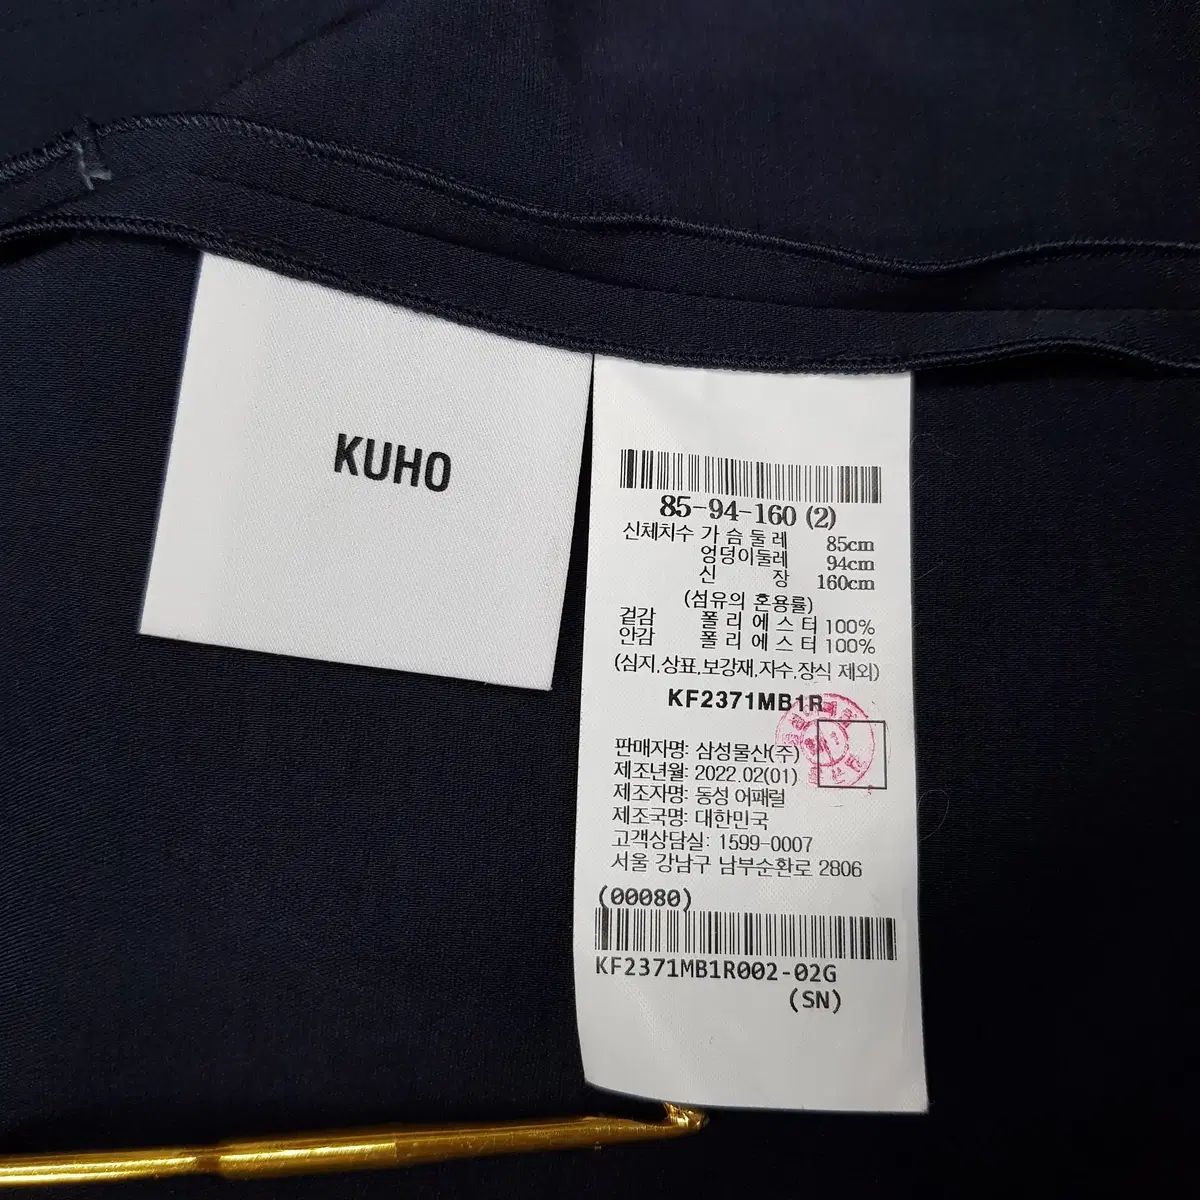 KUHO
85-94-160 (2)
신체치수 가 슴 둘 레 85cm
엉덩이둘레 94cm
신 장 160cm
(섬유의 혼용률)
겉감 폴 리 에 스 터 100%
안감 폴 리 에 스 터 100%
(심지,상표,보강재,자수,장식 제외)
KF2371MB1R
판매자명: 삼성물산(주)
제조년월: 2022.02(01)
제조자명: 동성 어패럴
제조국명: 대한민국
고객상담실: 1599-0007
서울 강남구 남부순환로 2806
(00080)
KF2371MB1R002-02G
(SN)